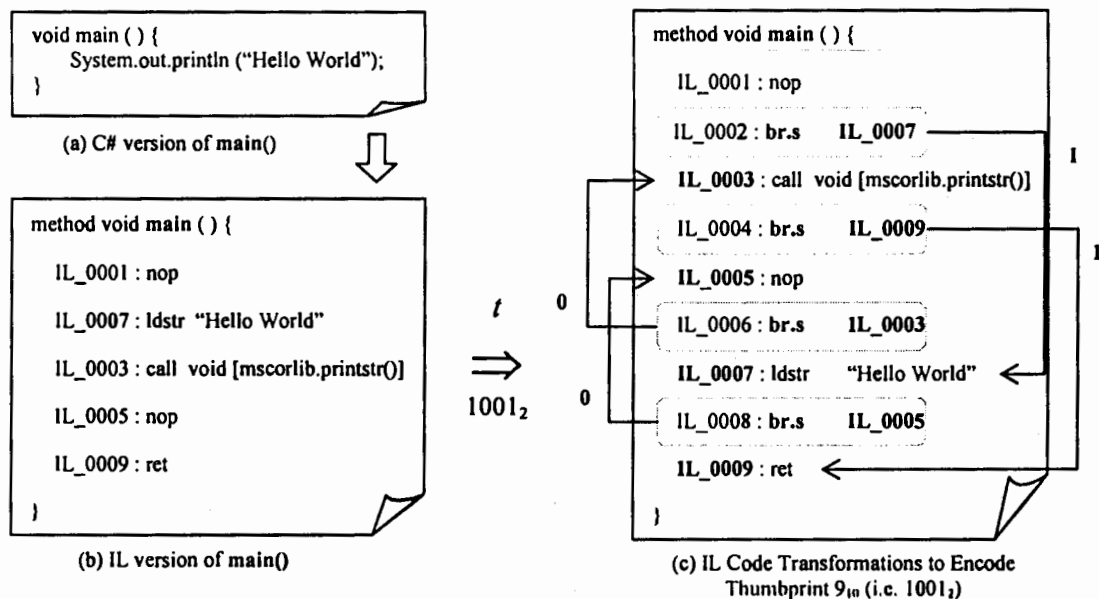 void main ( ) {
System.out.println ("Hello World");
}
(a) C# version of main()
method void main ( ) {
IL_0001 : nop
IL_0007 : ldstr "Hello World"
IL_0003 : call void [mscorlib.printstr()]
IL_0005 : nop
IL_0009 : ret
}
(b) IL version of main()
t
1001₂
method void main ( ) {
IL_0001 : nop
IL_0002 : br.s IL_0007
1
IL_0003 : call void [mscorlib.printstr()]
IL_0004 : br.s IL_0009
1
0
IL_0005 : nop
IL_0006 : br.s IL_0003
IL_0007 : ldstr "Hello World"
0
IL_0008 : br.s IL_0005
IL_0009 : ret
}
(c) IL Code Transformations to Encode
Thumbprint 9₁₀ (i.e. 1001₂)